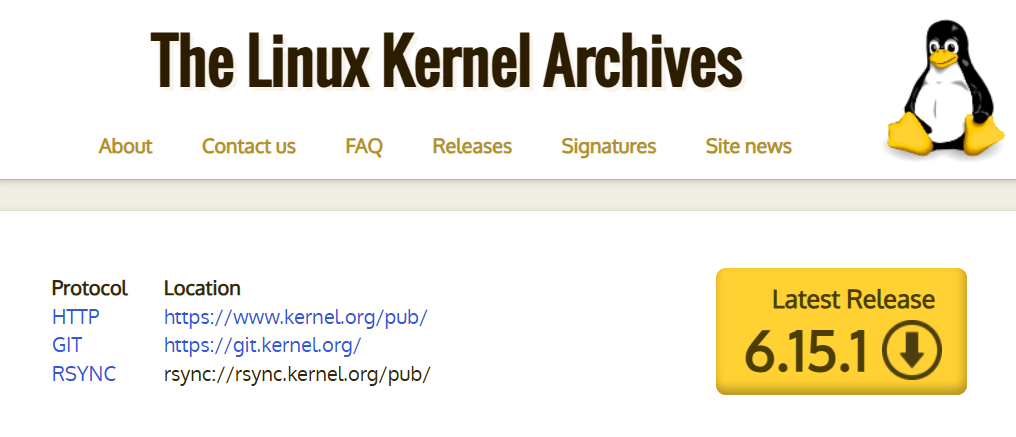 The Linux Kernel Archives
About Contact us FAQ Releases Signatures Site news
Protocol Location
HTTP https://www.kernel.org/pub/
GIT https://git.kernel.org/
RSYNC rsync://rsync.kernel.org/pub/
Latest Release
6.15.1